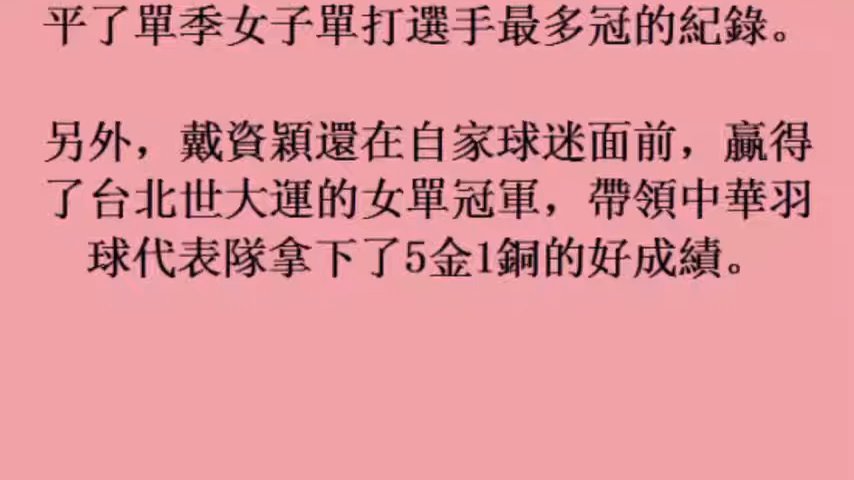 平了單季女子單打選手最多冠的紀錄。
另外，戴資穎還在自家球迷面前，贏得
了台北世大運的女單冠軍，帶領中華羽
球代表隊拿下了5金1銅的好成績。